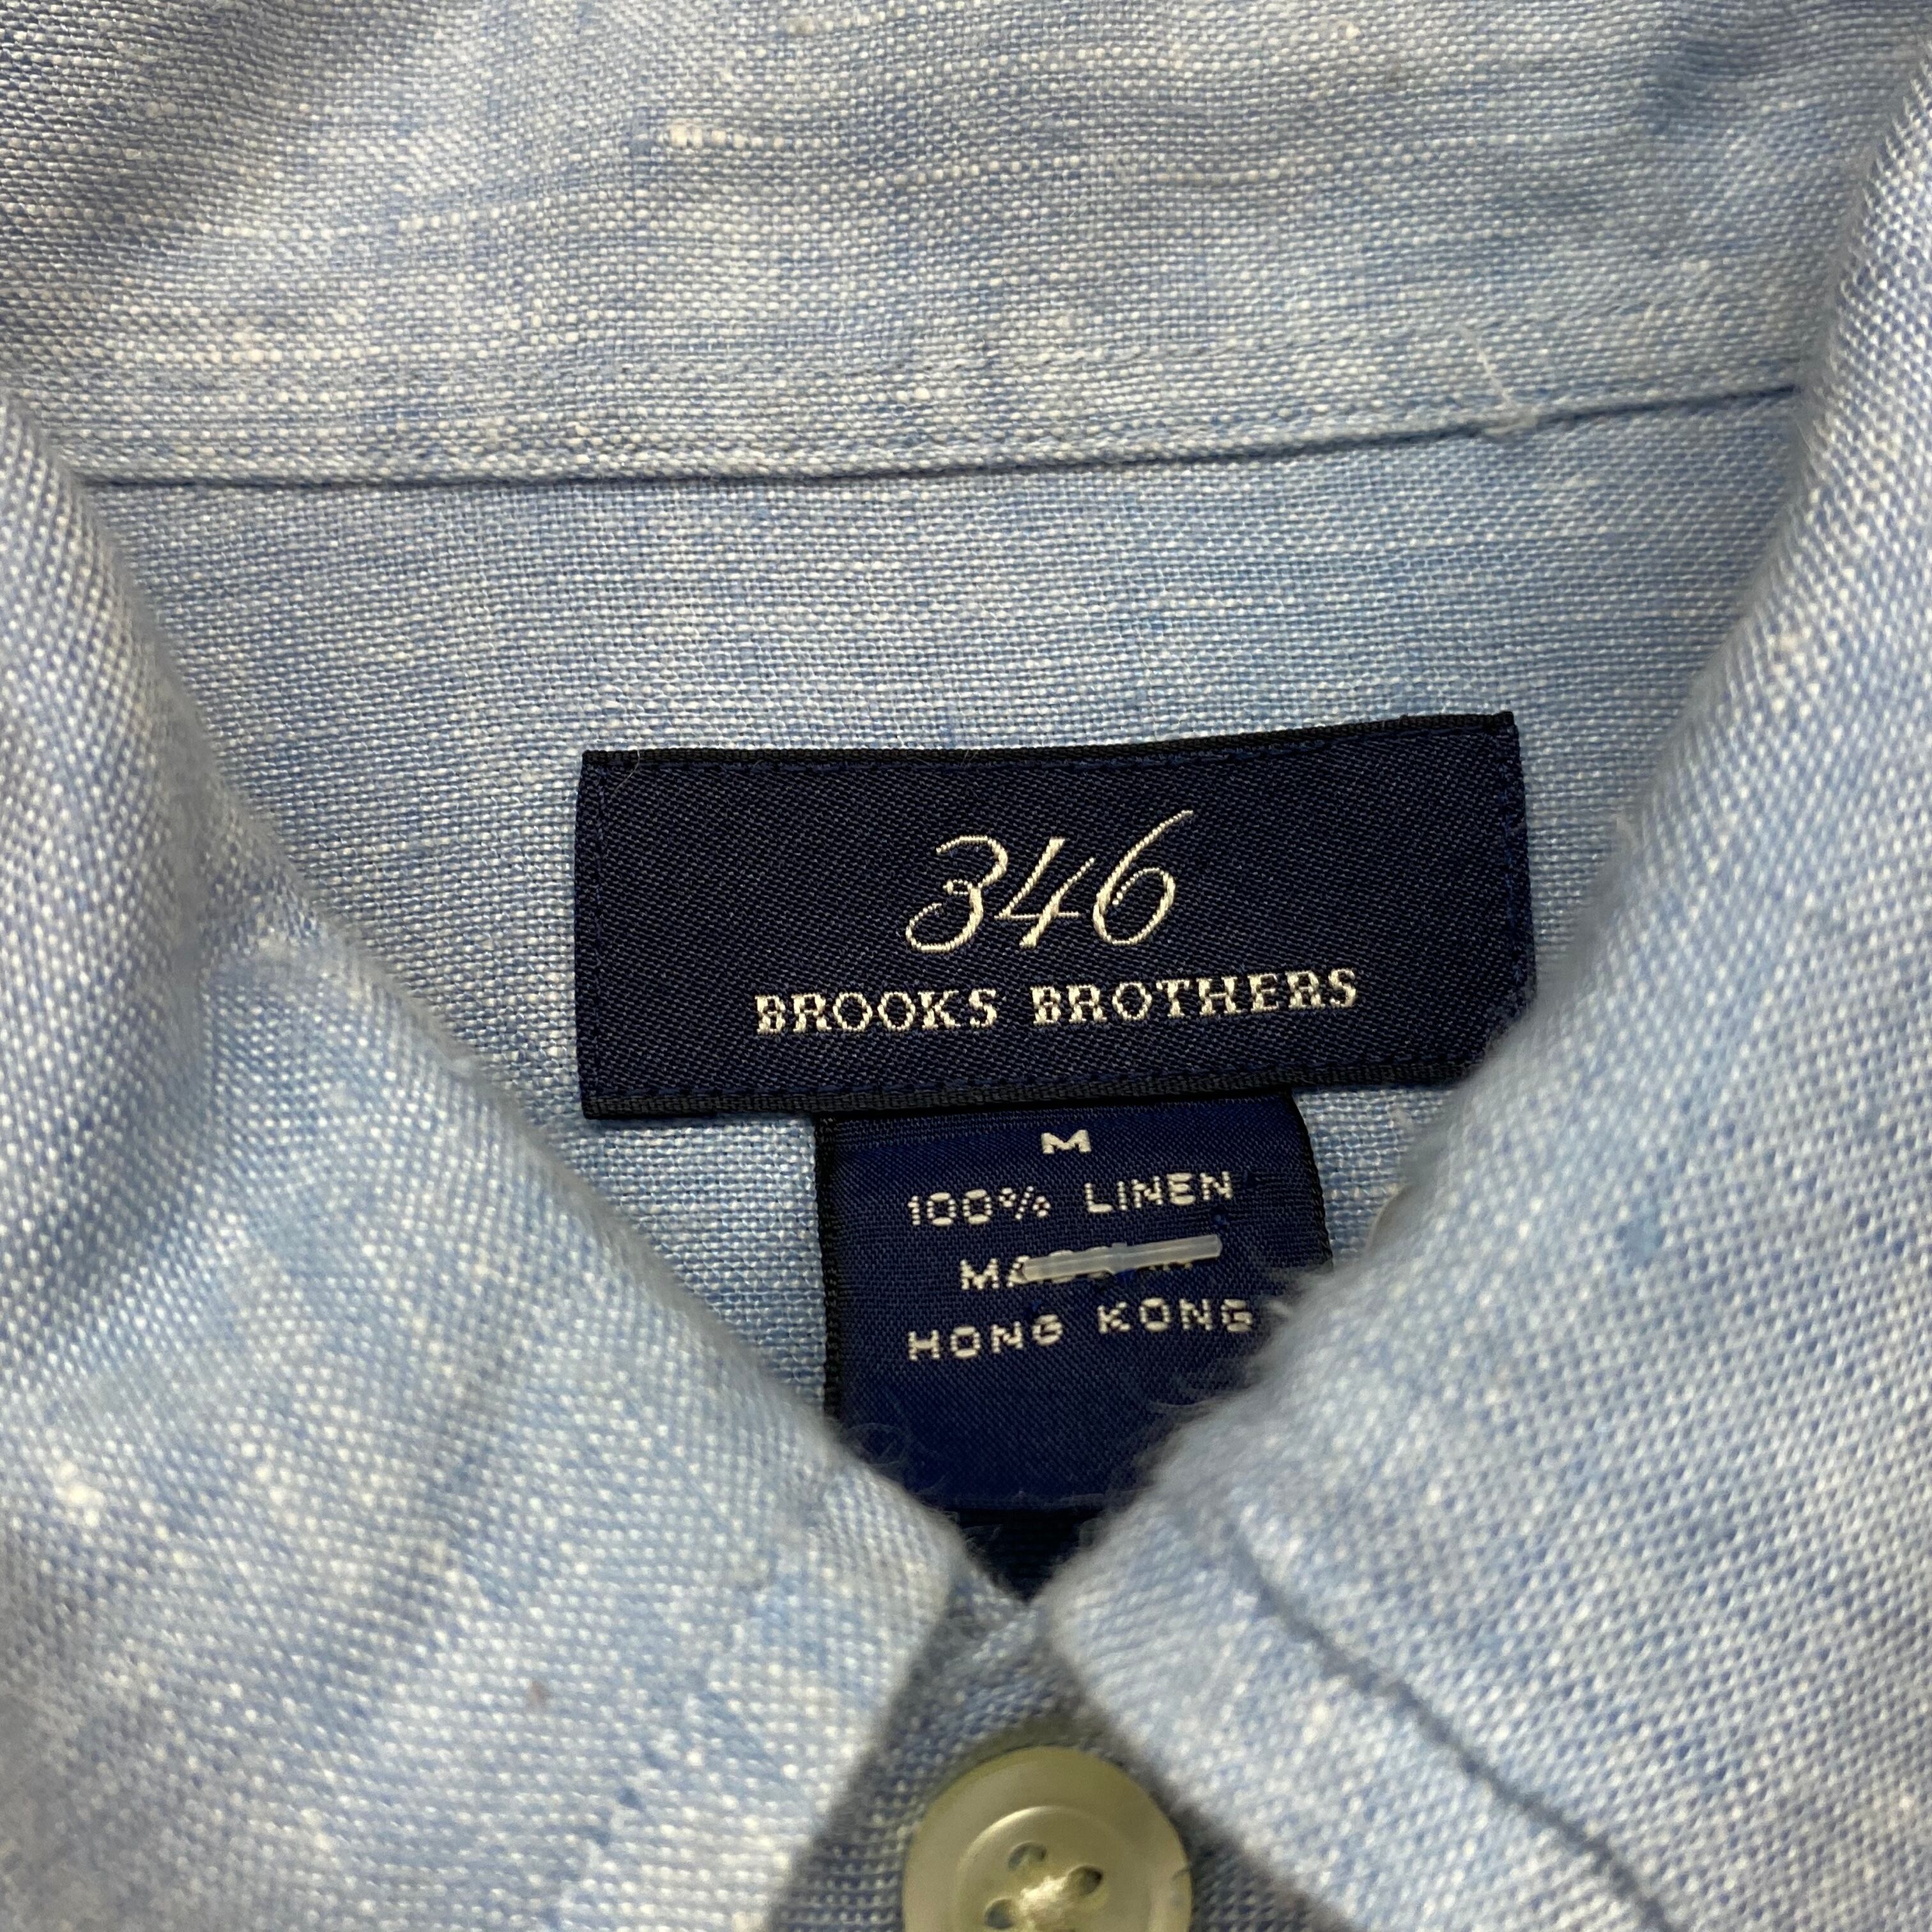 346
BROOKS BROTHERS
M
100% LINEN
HONG KONG